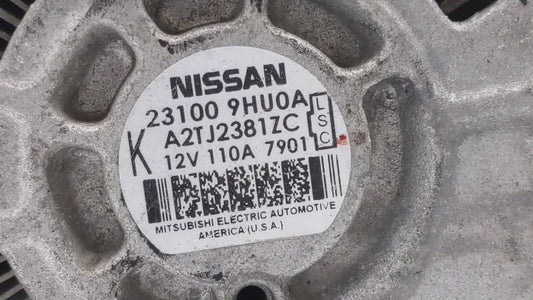 NISSAN
23100 9HU0A
K A2TJ2381ZC
12V 110A 7901
L S C
MITSUBISHI ELECTRIC AUTOMOTIVE
AMERICA (U.S.A.)